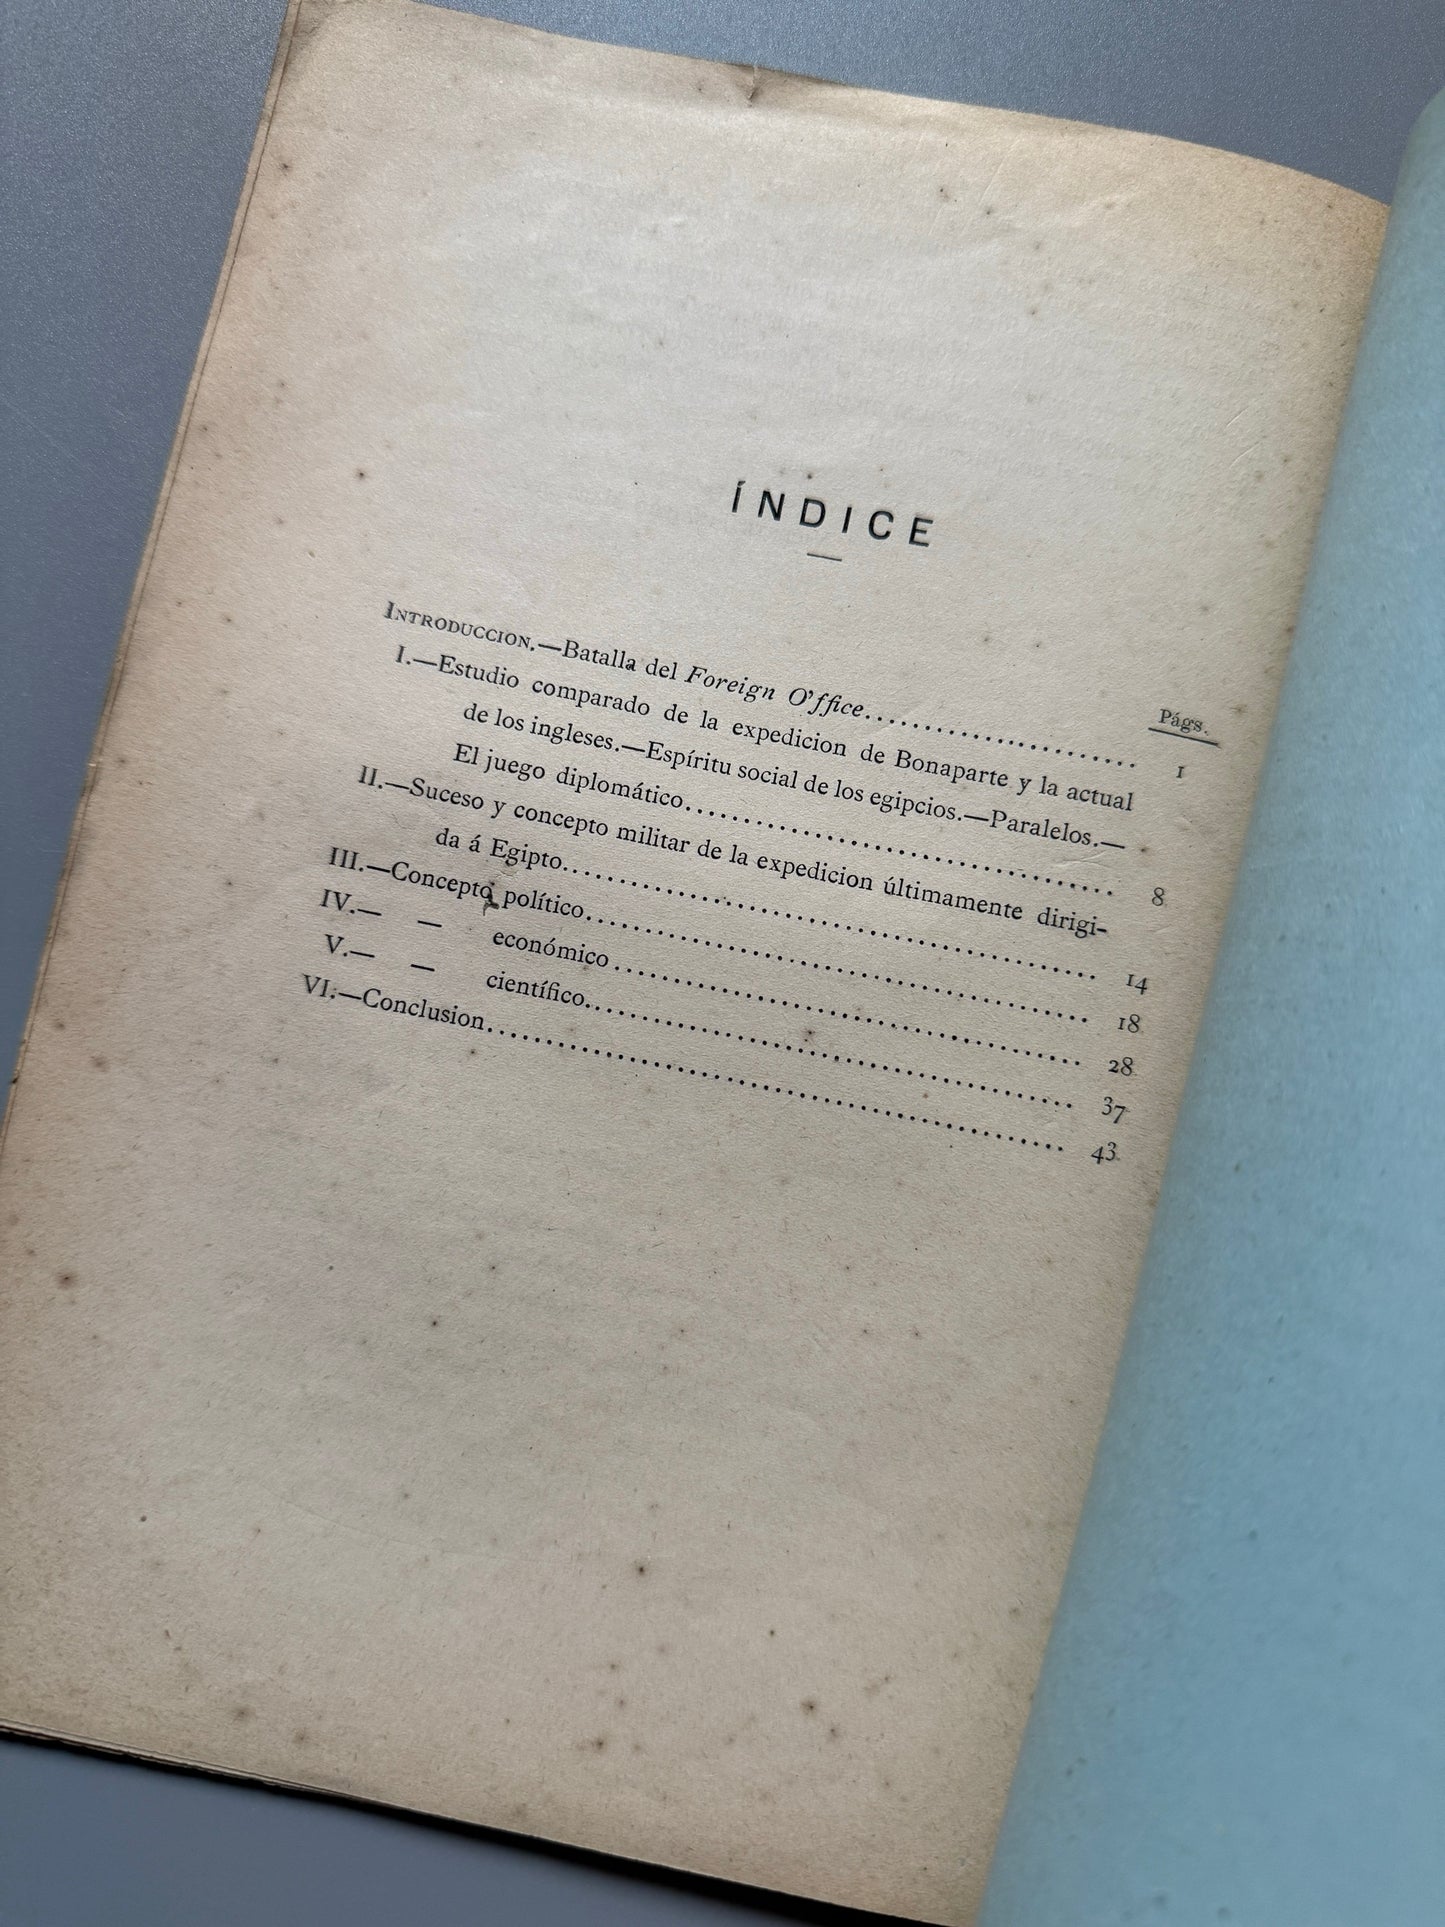 ÍNDICE
Págs.
INTRODUCCION.—Batalla del Foreign O'ffice........................ 1
I.—Estudio comparado de la expedicion de Bonaparte y la actual
de los ingleses.—Espíritu social de los egipcios.—Paralelos.—
El juego diplomático........................................ 8
II.—Suceso y concepto militar de la expedicion últimamente dirigi-
da á Egipto.................................................. 14
III.—Concepto político............................................ 18
IV.— — económico.......................................... 28
V.— — científico........................................... 37
VI.—Conclusion.................................................... 43